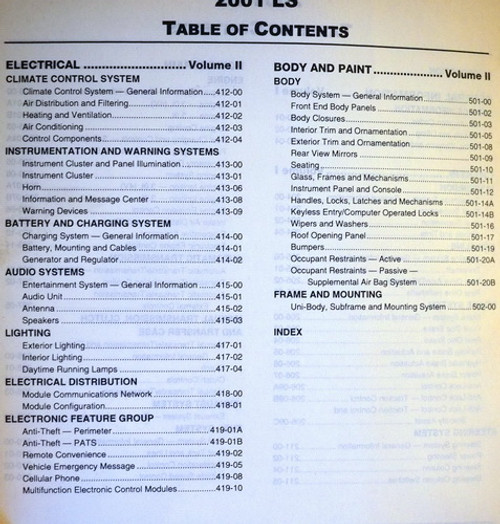 2001 LS
TABLE OF CONTENTS
ELECTRICAL ............................ Volume II
CLIMATE CONTROL SYSTEM
Climate Control System — General Information.....412-00
Air Distribution and Filtering..............................412-01
Heating and Ventilation......................................412-02
Air Conditioning..................................................412-03
Control Components..........................................412-04
INSTRUMENTATION AND WARNING SYSTEMS
Instrument Cluster and Panel Illumination............413-00
Instrument Cluster..............................................413-01
Horn....................................................................413-06
Information and Message Center........................413-08
Warning Devices................................................413-09
BATTERY AND CHARGING SYSTEM
Charging System — General Information............414-00
Battery, Mounting and Cables.............................414-01
Generator and Regulator....................................414-02
AUDIO SYSTEMS
Entertainment System — General Information.....415-00
Audio Unit..........................................................415-01
Antenna..............................................................415-02
Speakers............................................................415-03
LIGHTING
Exterior Lighting..................................................417-01
Interior Lighting...................................................417-02
Daytime Running Lamps.....................................417-04
ELECTRICAL DISTRIBUTION
Module Communications Network......................418-00
Module Configuration..........................................418-01
ELECTRONIC FEATURE GROUP
Anti-Theft — Perimeter....................................419-01A
Anti-Theft — PATS..........................................419-01B
Remote Convenience.........................................419-02
Vehicle Emergency Message..............................419-05
Cellular Phone....................................................419-08
Multifunction Electronic Control Modules.............419-10
BODY AND PAINT..................... Volume II
BODY
Body System — General Information..................501-00
Front End Body Panels......................................501-02
Body Closures...................................................501-03
Interior Trim and Ornamentation........................501-05
Exterior Trim and Ornamentation.......................501-08
Rear View Mirrors..............................................501-09
Seating..............................................................501-10
Glass, Frames and Mechanisms.........................501-11
Instrument Panel and Console...........................501-12
Handles, Locks, Latches and Mechanisms.........501-14A
Keyless Entry/Computer Operated Locks...........501-14B
Wipers and Washers..........................................501-16
Roof Opening Panel...........................................501-17
Bumpers............................................................501-19
Occupant Restraints — Active.........................501-20A
Occupant Restraints — Passive —
Supplemental Air Bag System........................501-20B
FRAME AND MOUNTING
Uni-Body, Subframe and Mounting System..........502-00
INDEX